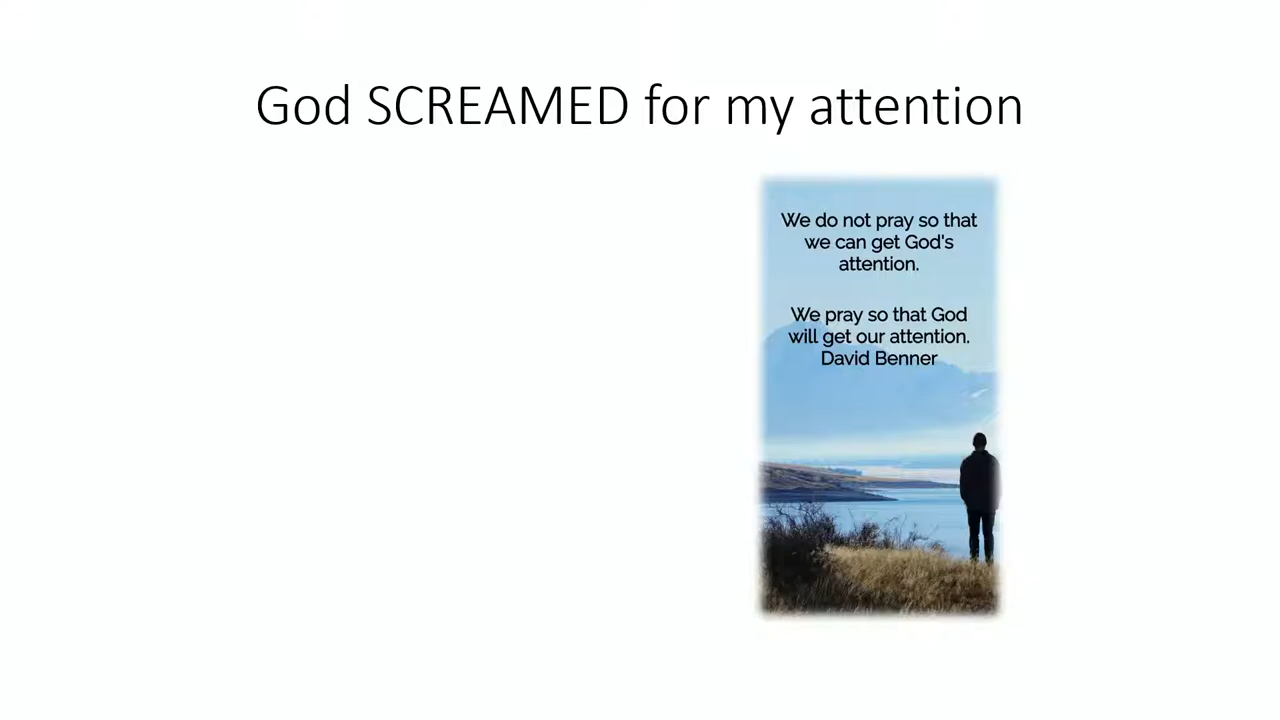 God SCREAMED for my attention
We do not pray so that
we can get God's
attention.
We pray so that God
will get our attention.
David Benner